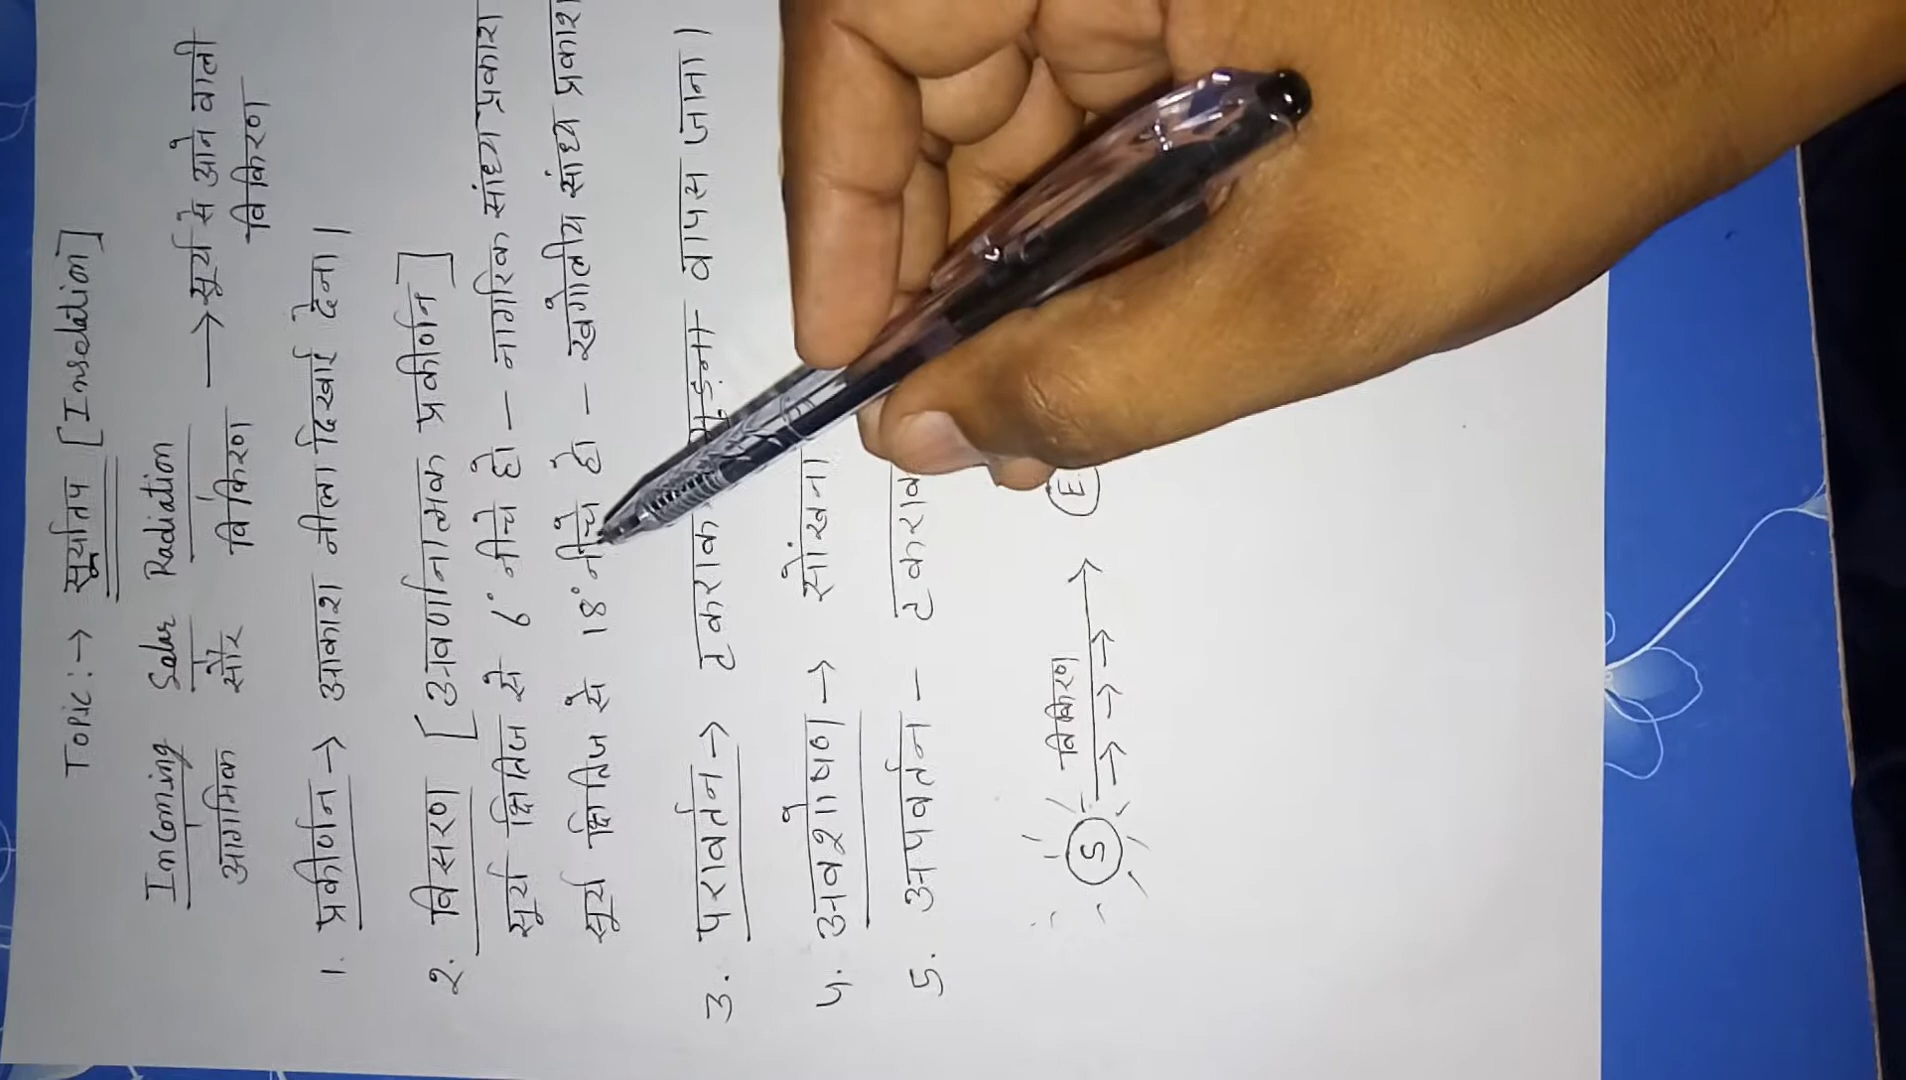 Topic:→ सूर्यातप [Insolation]
InComing Solar Radiation → सूर्य से आने वाली
आगमिक सौर विकिरण विकिरण
1. प्रकीर्णन → आकाश नीला दिखाई देना।
2. विसरण [अवर्णनात्मक प्रकीर्णन]
सूर्य क्षितिज से 6° नीचे हो - नागरिक सांध्य प्रकाश
सूर्य क्षितिज से 18° नीचे हो - खगोलीय सांध्य प्रकाश
3. परावर्तन → टकराकर वापस जाना।
4. अवशोषण → सोखना
5. अपवर्तन -
विकिरण
S →→→ E